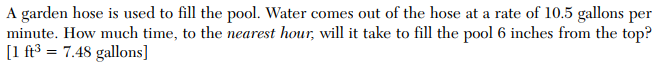 A garden hose is used to fill the pool. Water comes out of the hose at a rate of 10.5 gallons per
minute. How much time, to the nearest hour, will it take to fill the pool 6 inches from the top?
[1 ft³ = 7.48 gallons]